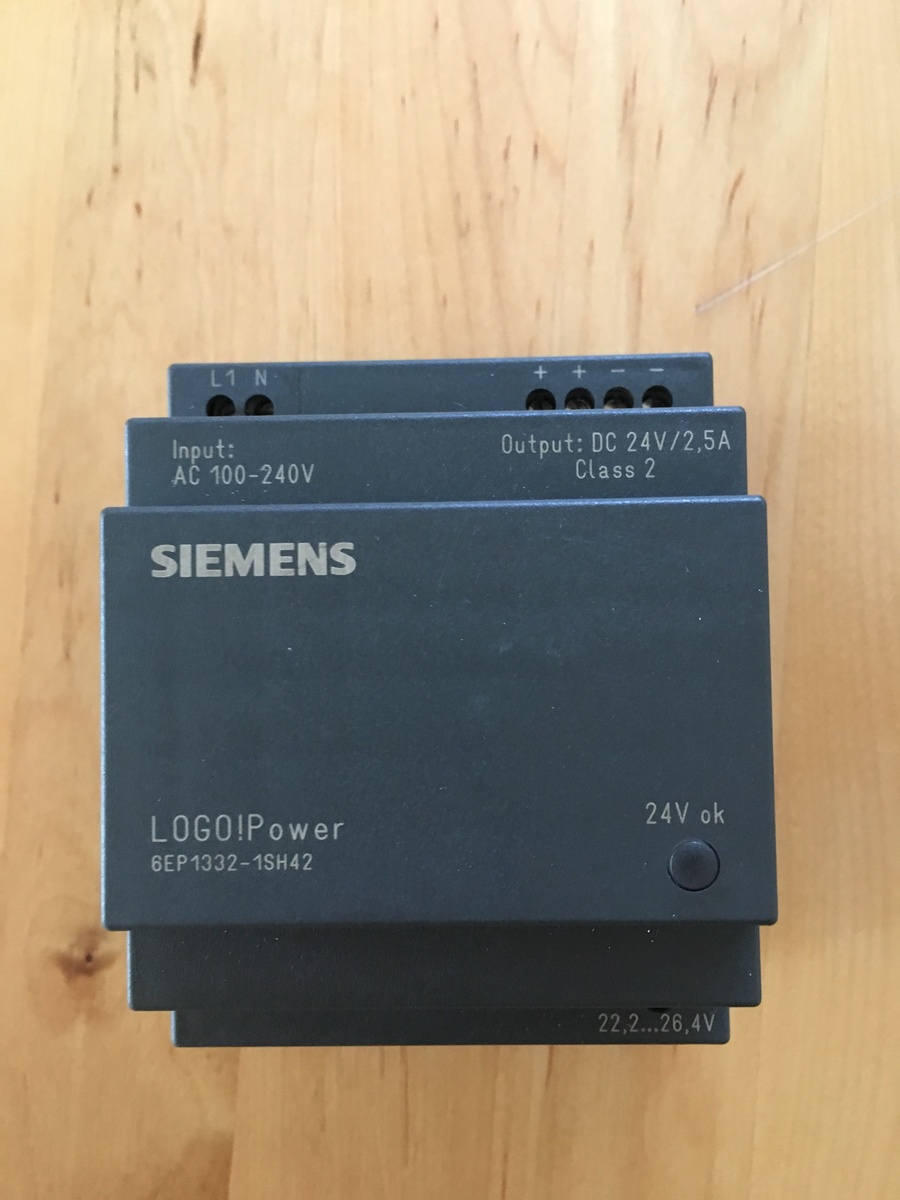 L1 N + + − −
Input: Output: DC 24V/2,5A
AC 100-240V Class 2
SIEMENS
LOGO!Power
24V ok
6EP1332-1SH42
22,2...26,4V